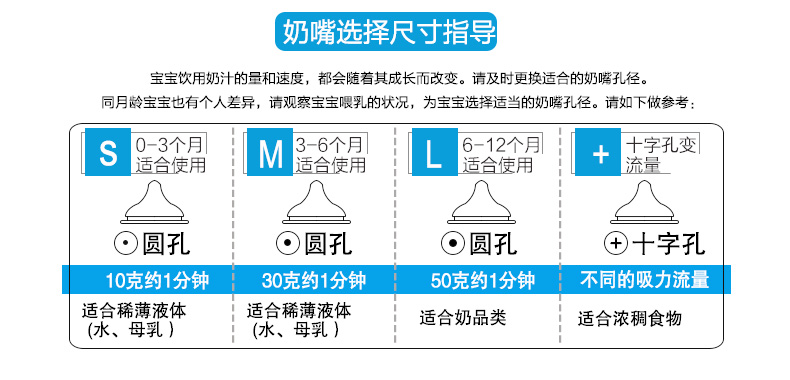 奶嘴选择尺寸指导
宝宝饮用奶汁的量和速度，都会随着其成长而改变。请及时更换适合的奶嘴孔径。
同月龄宝宝也有个人差异，请观察宝宝喂乳的状况，为宝宝选择适当的奶嘴孔径。请如下做参考：
S
0-3个月
适合使用
圆孔
10克约1分钟
适合稀薄液体
(水、母乳)
M
3-6个月
适合使用
圆孔
30克约1分钟
适合稀薄液体
(水、母乳)
L
6-12个月
适合使用
圆孔
50克约1分钟
适合奶品类
+
十字孔变
流量
十字孔
不同的吸力流量
适合浓稠食物